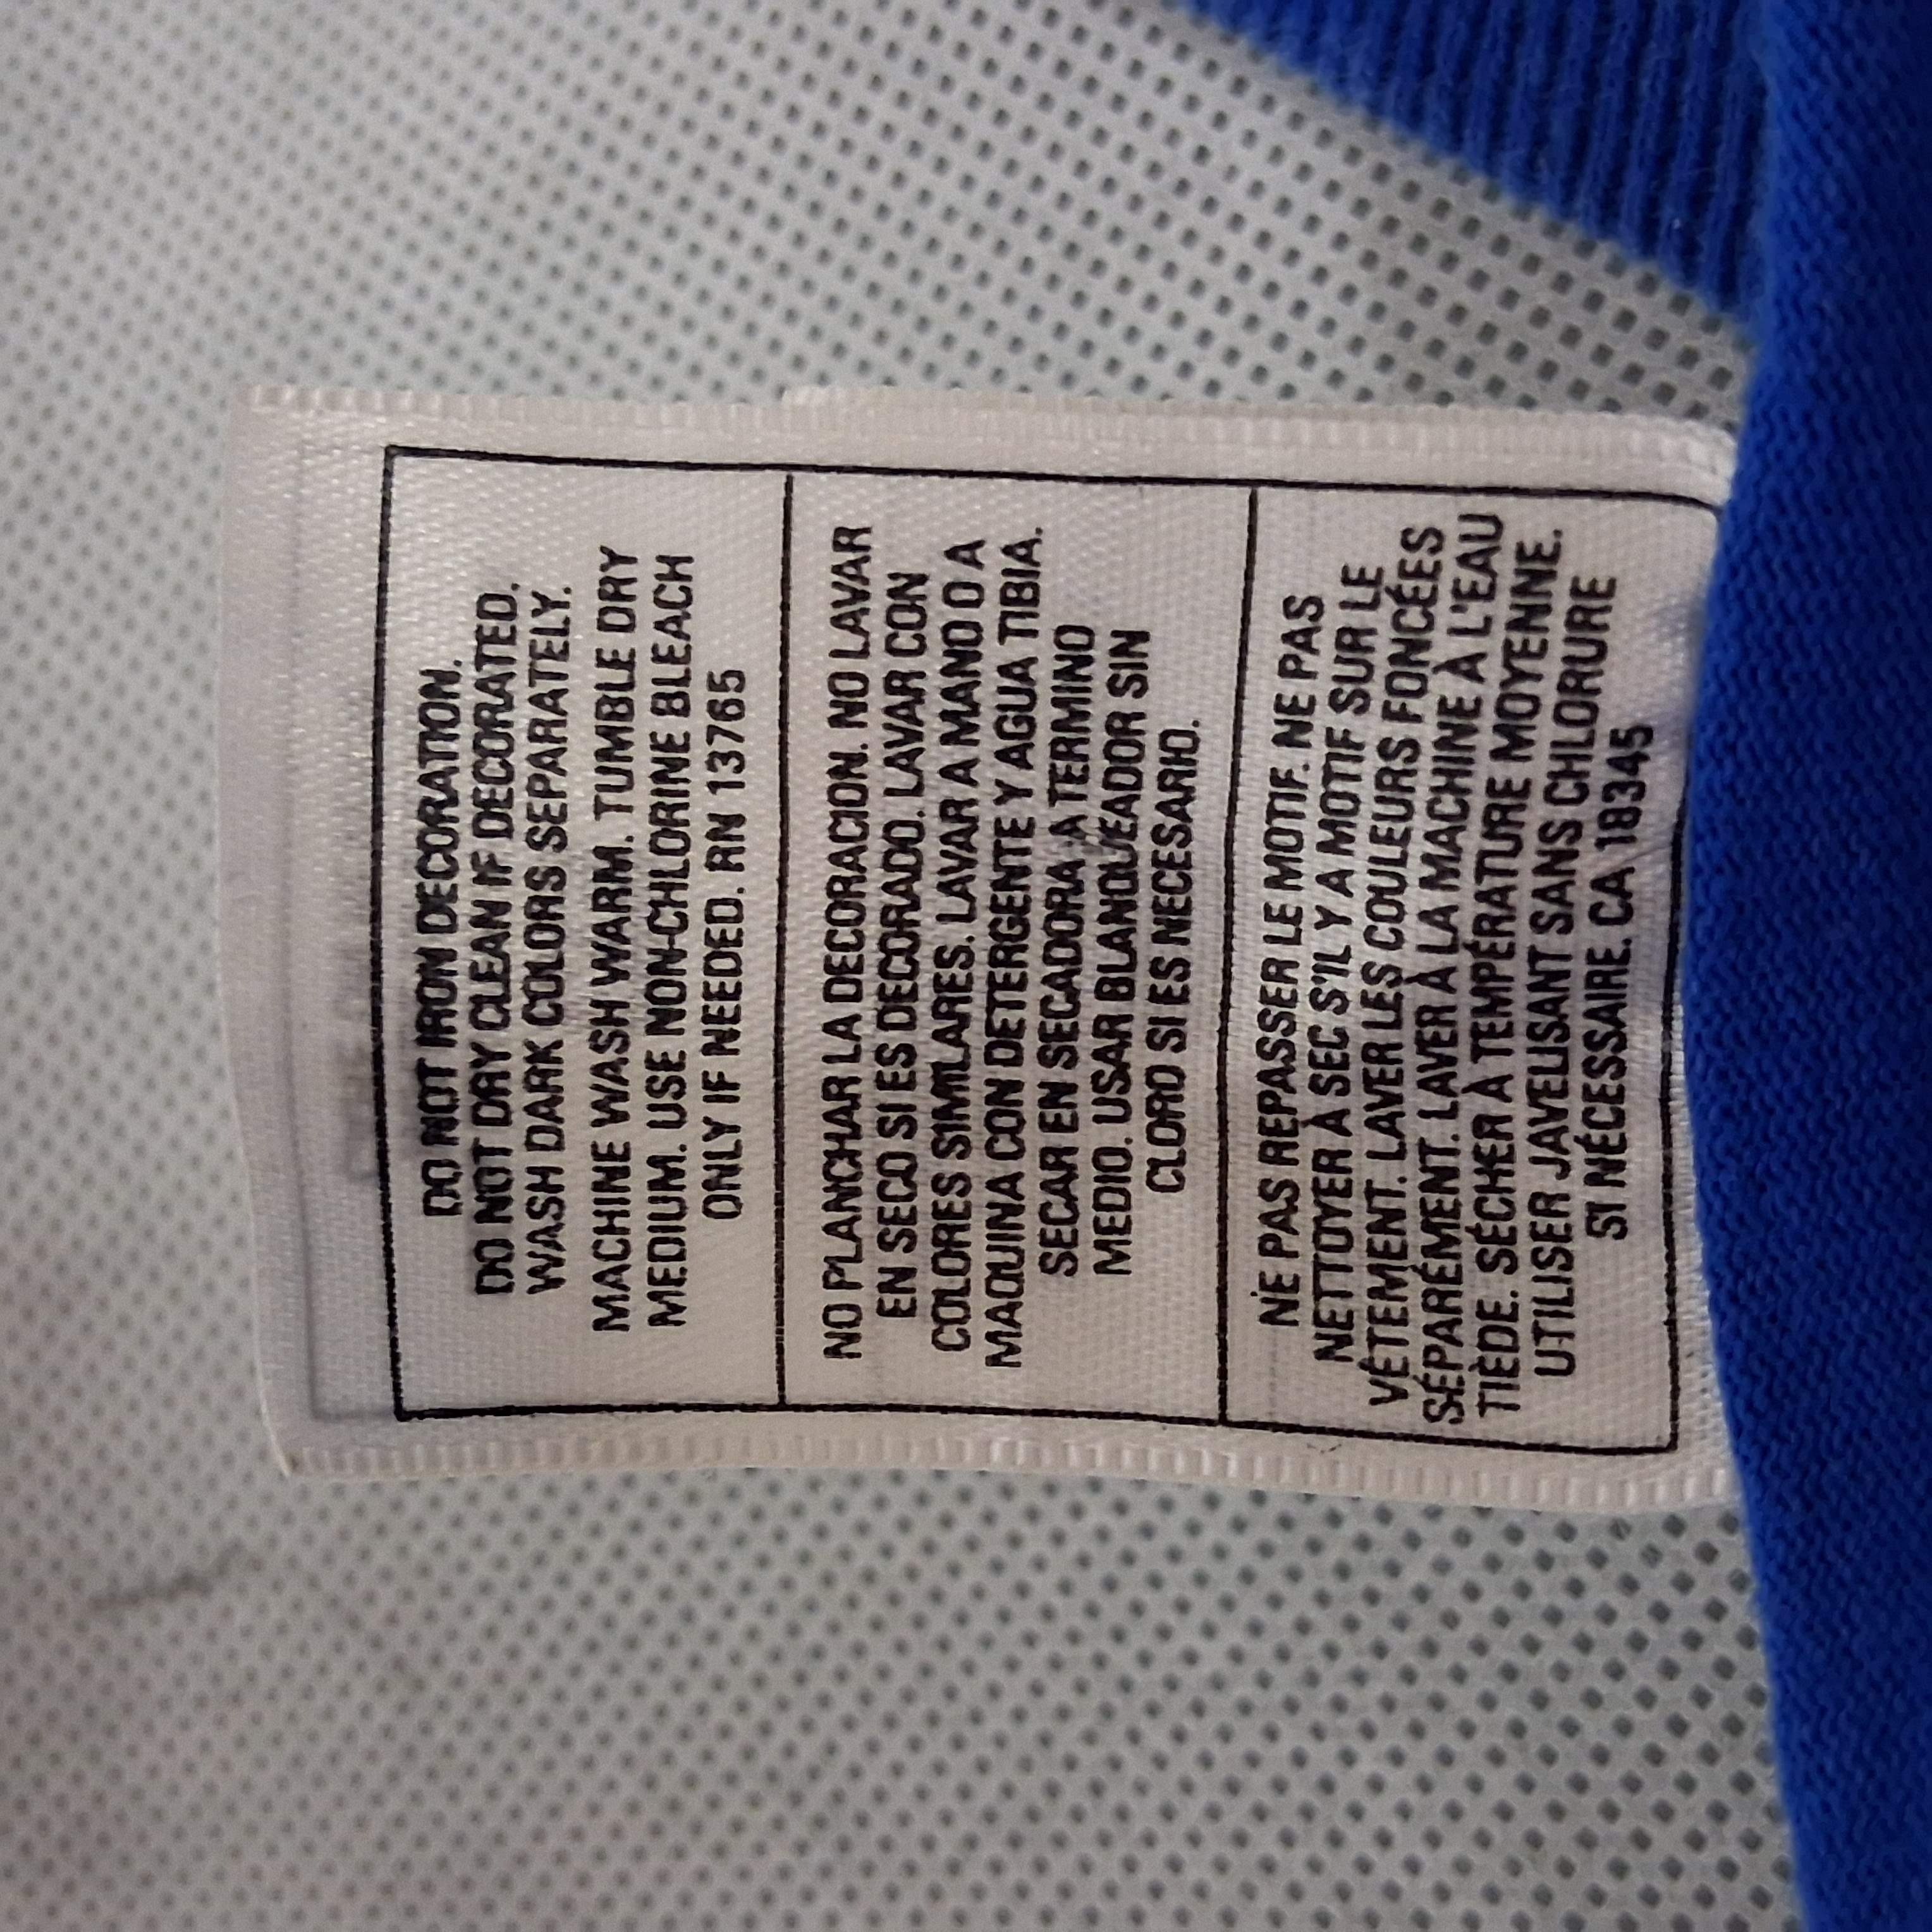 DO NOT IRON DECORATION.
DO NOT DRY CLEAN IF DECORATED.
WASH DARK COLORS SEPARATELY.
MACHINE WASH WARM. TUMBLE DRY
MEDIUM. USE NON-CHLORINE BLEACH
ONLY IF NEEDED. RN 13765
NO PLANCHAR LA DECORACION. NO LAVAR
EN SECO SI ES DECORADO. LAVAR CON
COLORES SIMILARES. LAVAR A MANO O A
MAQUINA CON DETERGENTE Y AGUA TIBIA.
SECAR EN SECADORA A TERMINO
MEDIO. USAR BLANQUEADOR SIN
CLORO SI ES NECESARIO.
NE PAS REPASSER LE MOTIF. NE PAS
NETTOYER À SEC S'IL Y A MOTIF SUR LE
VÉTEMENT. LAVER LES COULEURS FONCÉES
SÉPARÉMENT. LAVER À LA MACHINE À L'EAU
TIÈDE. SÉCHER À TEMPÉRATURE MOYENNE.
UTILISER JAVELISANT SANS CHLORURE
SI NÉCESSAIRE. CA 18345